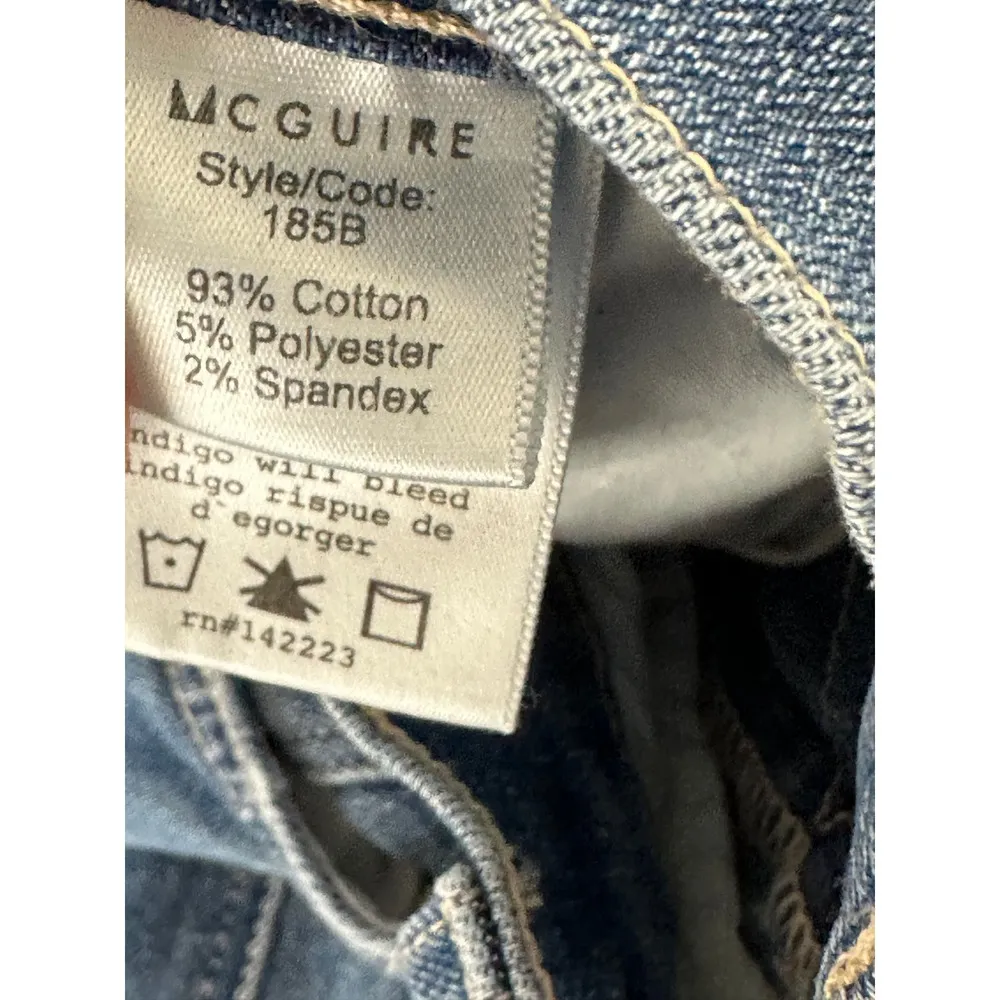 MCGUIRE
Style/Code:
185B
93% Cotton
5% Polyester
2% Spandex
ndigo will bleed
indigo rispue de
d`egorger
rn#142223